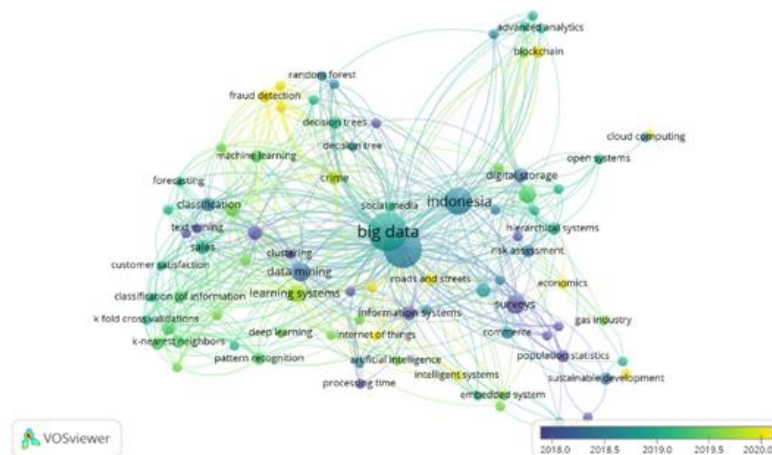 advanced analytics
blockchain
random forest
fraud detection
decision trees
cloud computing
decision tree
machine learning
open systems
crime
digital storage
forecasting
classification
social media
indonesia
text mining
big data
hierarchical systems
sales
clustering
risk assessment
customer satisfaction
data mining
roads and streets
economics
classification (of information
learning systems
surveys
k fold cross validations
information systems
gas industry
deep learning
internet of things
commerce
k-nearest neighbors
pattern recognition
artificial intelligence
population statistics
processing time
intelligent systems
sustainable development
embedded system
VOSviewer
2018.0 2018.5 2019.0 2019.5 2020.0